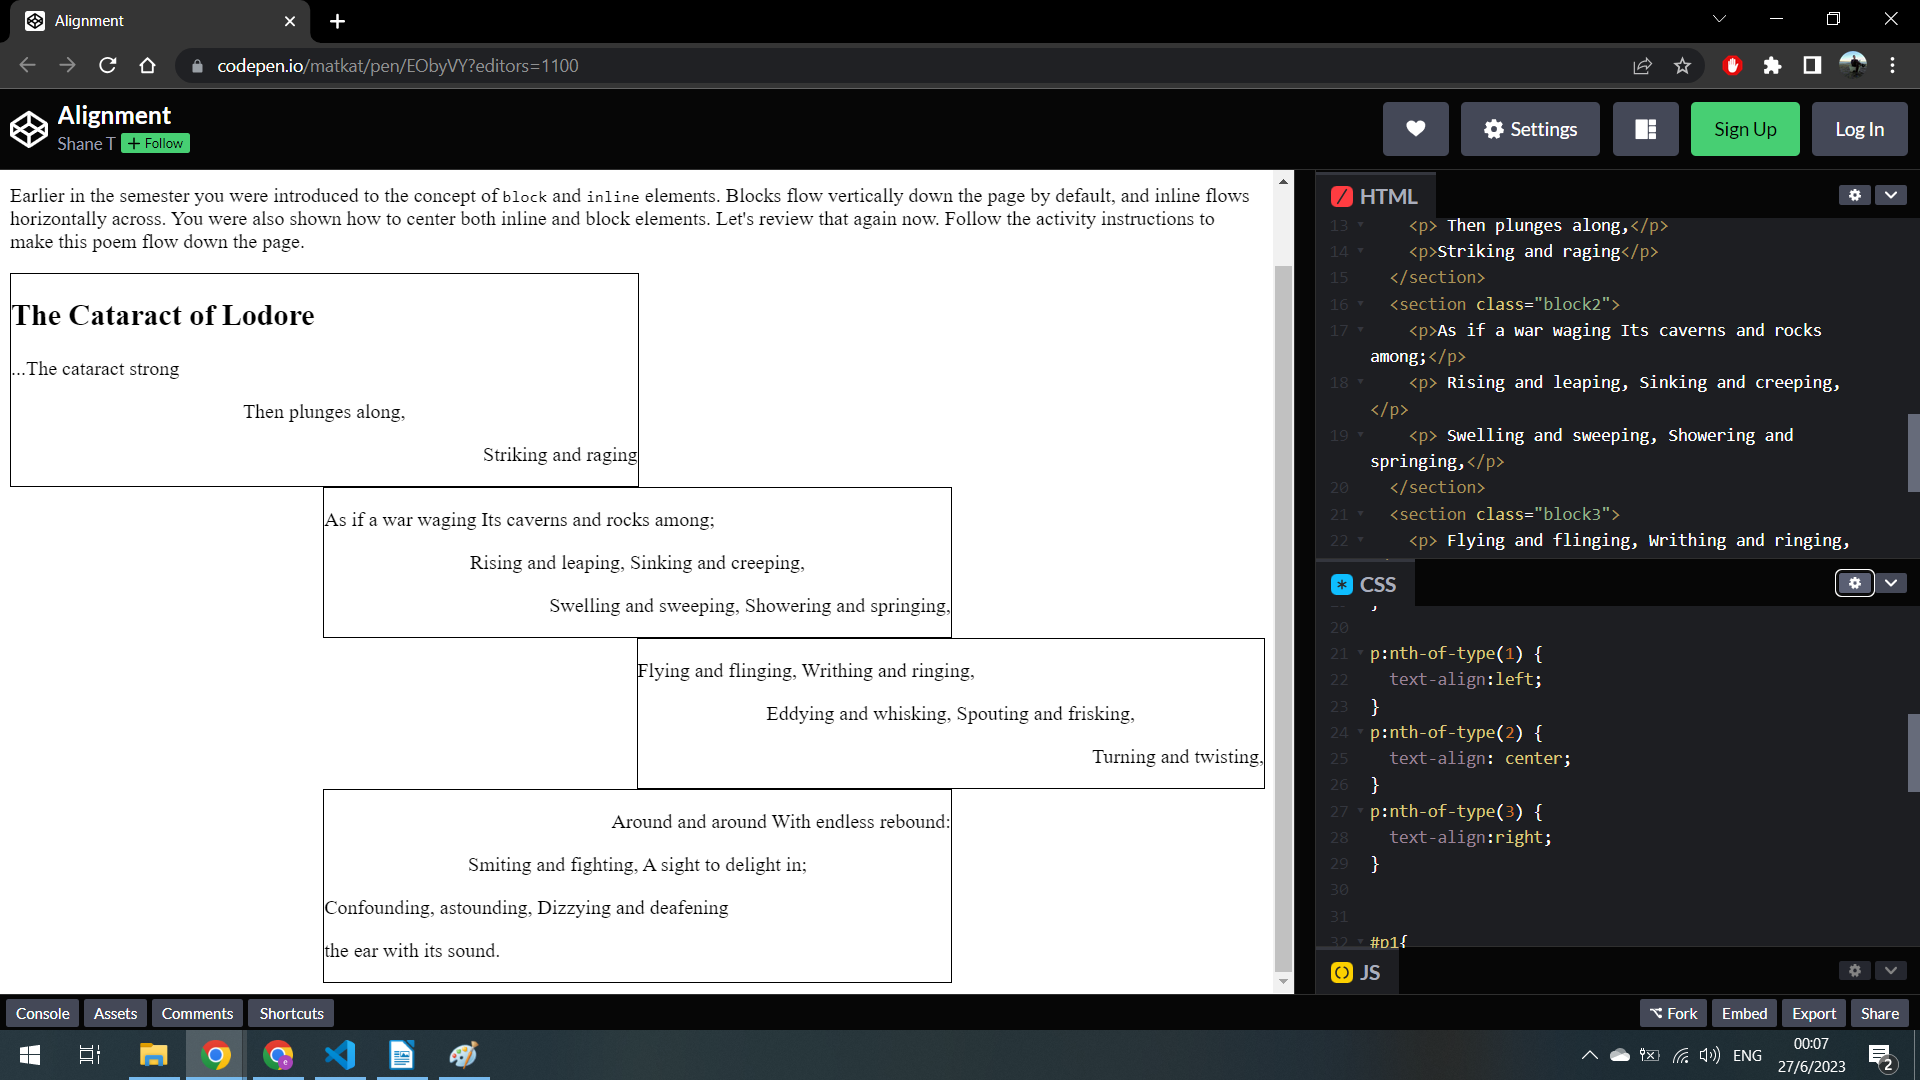 Alignment
codepen.io/matkat/pen/EObyVY?editors=1100
Alignment
Shane T + Follow
Settings
Sign Up
Log In
Earlier in the semester you were introduced to the concept of block and inline elements. Blocks flow vertically down the page by default, and inline flows
horizontally across. You were also shown how to center both inline and block elements. Let's review that again now. Follow the activity instructions to
make this poem flow down the page.
The Cataract of Lodore
...The cataract strong
Then plunges along,
Striking and raging
As if a war waging Its caverns and rocks among;
Rising and leaping, Sinking and creeping,
Swelling and sweeping, Showering and springing,
Flying and flinging, Writhing and ringing,
Eddying and whisking, Spouting and frisking,
Turning and twisting,
Around and around With endless rebound:
Smiting and fighting, A sight to delight in;
Confounding, astounding, Dizzying and deafening
the ear with its sound.
HTML
13 <p> Then plunges along,</p>
14 <p>Striking and raging</p>
15 </section>
16 <section class="block2">
17 <p>As if a war waging Its caverns and rocks
among;</p>
18 <p> Rising and leaping, Sinking and creeping,
</p>
19 <p> Swelling and sweeping, Showering and
springing,</p>
20 </section>
21 <section class="block3">
22 <p> Flying and flinging, Writhing and ringing,
CSS
20
21 p:nth-of-type(1) {
22 text-align:left;
23 }
24 p:nth-of-type(2) {
25 text-align: center;
26 }
27 p:nth-of-type(3) {
28 text-align:right;
29 }
30
31
32 #p1{
JS
Console
Assets
Comments
Shortcuts
Fork
Embed
Export
Share
ENG
00:07
27/6/2023
2